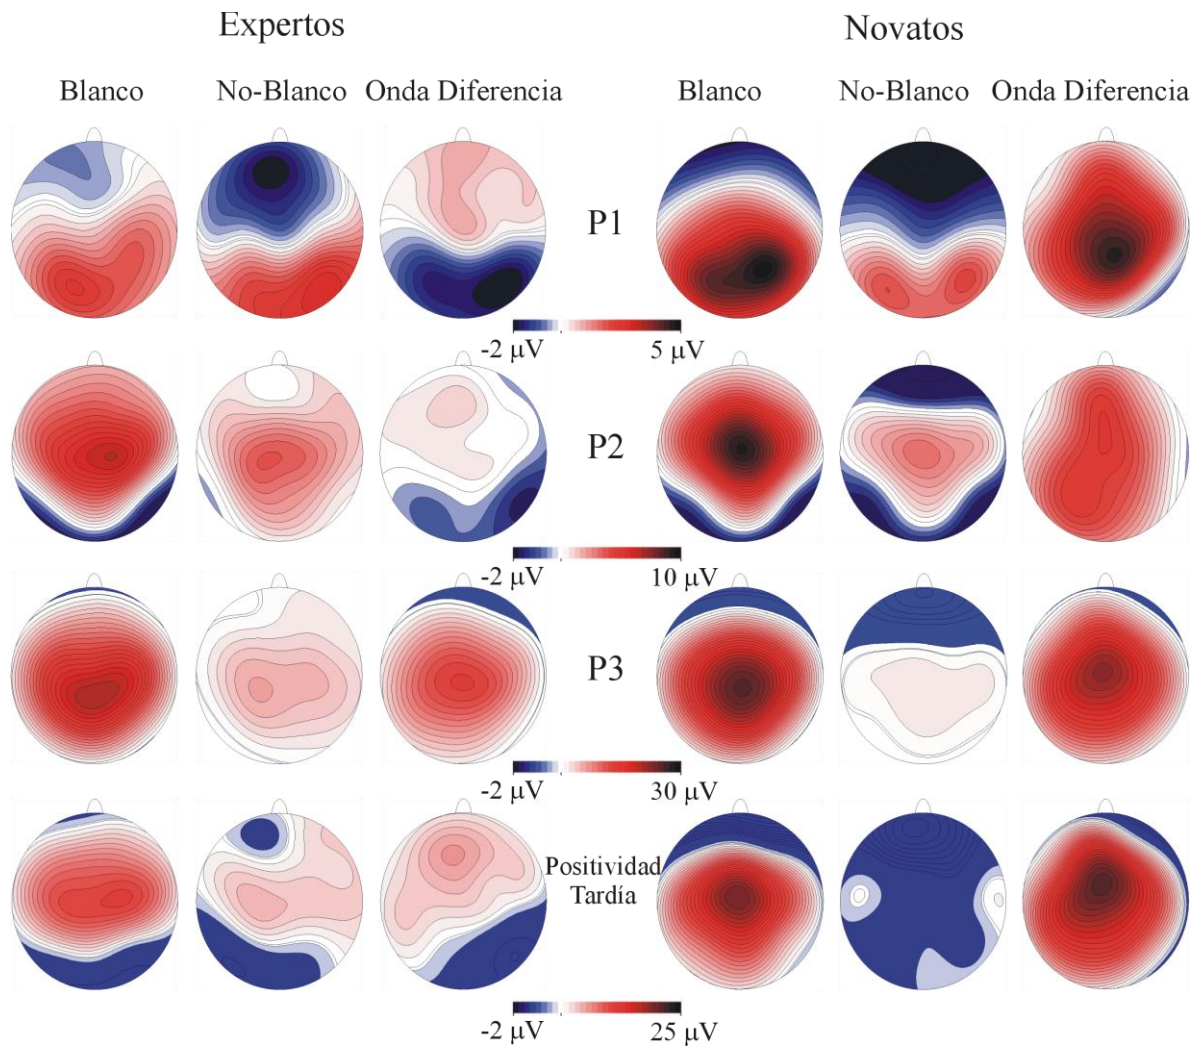 Expertos
Novatos
Blanco No-Blanco Onda Diferencia
Blanco No-Blanco Onda Diferencia
P1
-2 μV 5 μV
P2
-2 μV 10 μV
P3
-2 μV 30 μV
Positividad
Tardía
-2 μV 25 μV